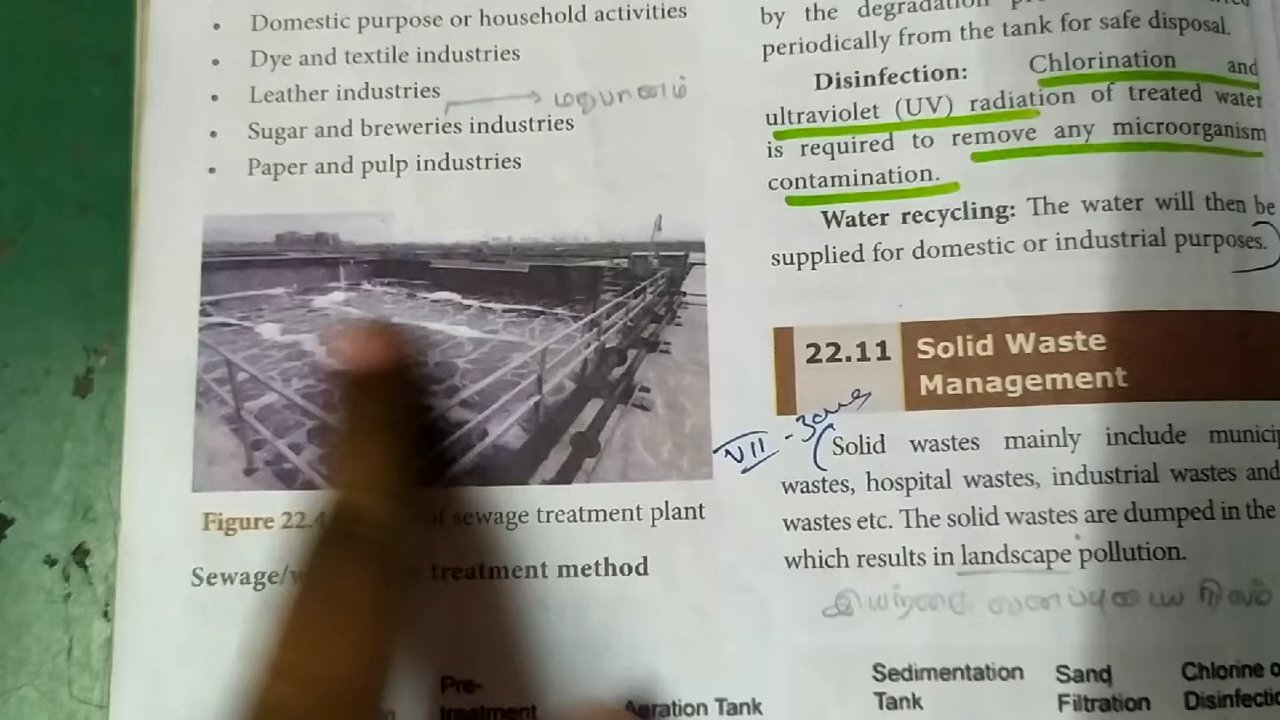 • Domestic purpose or household activities
• Dye and textile industries
• Leather industries
• Sugar and breweries industries
• Paper and pulp industries
Figure 22.
sewage treatment plant
Sewage/
treatment method
by the degradation
periodically from the tank for safe disposal.
Disinfection: Chlorination and
ultraviolet (UV) radiation of treated water
is required to remove any microorganism
contamination.
Water recycling: The water will then be
supplied for domestic or industrial purposes.
22.11 Solid Waste
Management
VII
Solid wastes mainly include munici
wastes, hospital wastes, industrial wastes and
wastes etc. The solid wastes are dumped in the
which results in landscape pollution.
Pre-
treatment
Aeration Tank
Sedimentation
Tank
Sand
Filtration
Chlorine o
Disinfecti